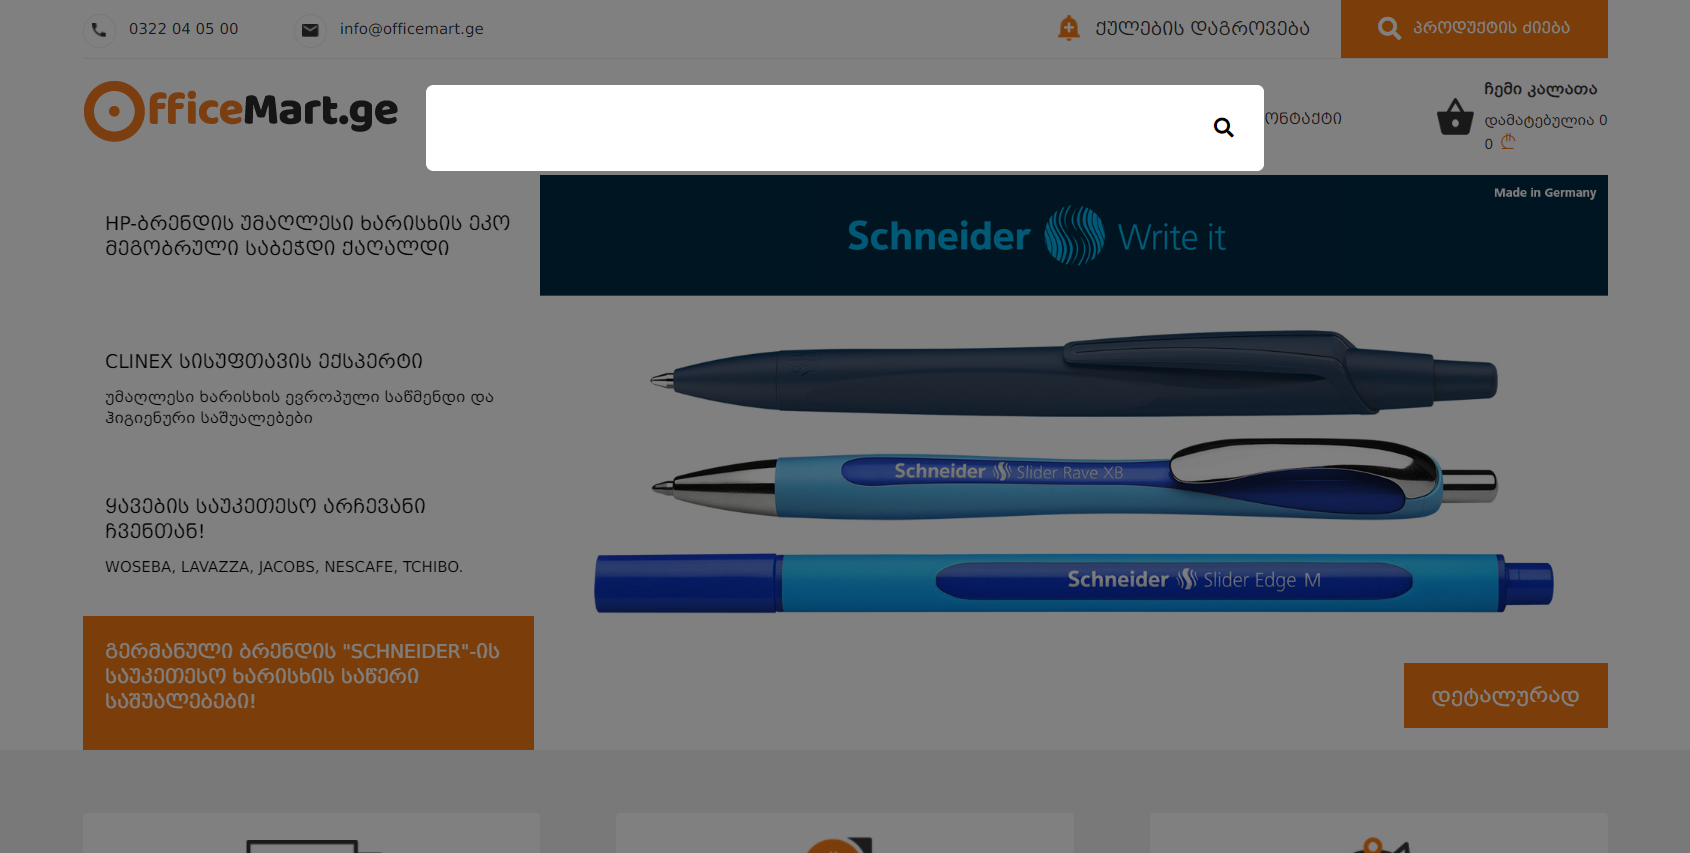 0322 04 05 00
info@officemart.ge
ქულების დაგროვება
პროდუქტის ძიება
OfficeMart.ge
ონტაქტი
ჩემი კალათა
დამატებულია 0
0 ₾
HP-ბრენდის უმაღლესი ხარისხის ეკო
მეგობრული საბეჭდი ქაღალდი
CLINEX სისუფთავის ექსპერტი
უმაღლესი ხარისხის ევროპული საწმენდი და
ჰიგიენური საშუალებები
ყავების საუკეთესო არჩევანი
ჩვენთან!
WOSEBA, LAVAZZA, JACOBS, NESCAFE, TCHIBO.
გერმანული ბრენდის "SCHNEIDER"-ის
საუკეთესო ხარისხის საწერი
საშუალებები!
Made in Germany
Schneider Write it
Schneider Slider Rave XB
Schneider Slider Edge M
დეტალურად